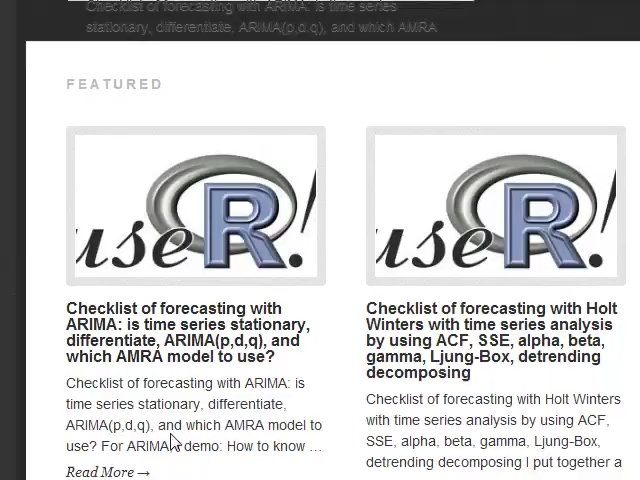 Checklist of forecasting with ARIMA: is time series
stationary, differentiate, ARIMA(p,d,q), and which AMRA
FEATURED
useR!
useR!
Checklist of forecasting with
ARIMA: is time series stationary,
differentiate, ARIMA(p,d,q), and
which AMRA model to use?
Checklist of forecasting with ARIMA: is
time series stationary, differentiate,
ARIMA(p,d,q), and which AMRA model to
use? For ARIMA demo: How to know ...
Read More →
Checklist of forecasting with Holt
Winters with time series analysis
by using ACF, SSE, alpha, beta,
gamma, Ljung-Box, detrending
decomposing
Checklist of forecasting with Holt Winters
with time series analysis by using ACF,
SSE, alpha, beta, gamma, Ljung-Box,
detrending decomposing I put together a